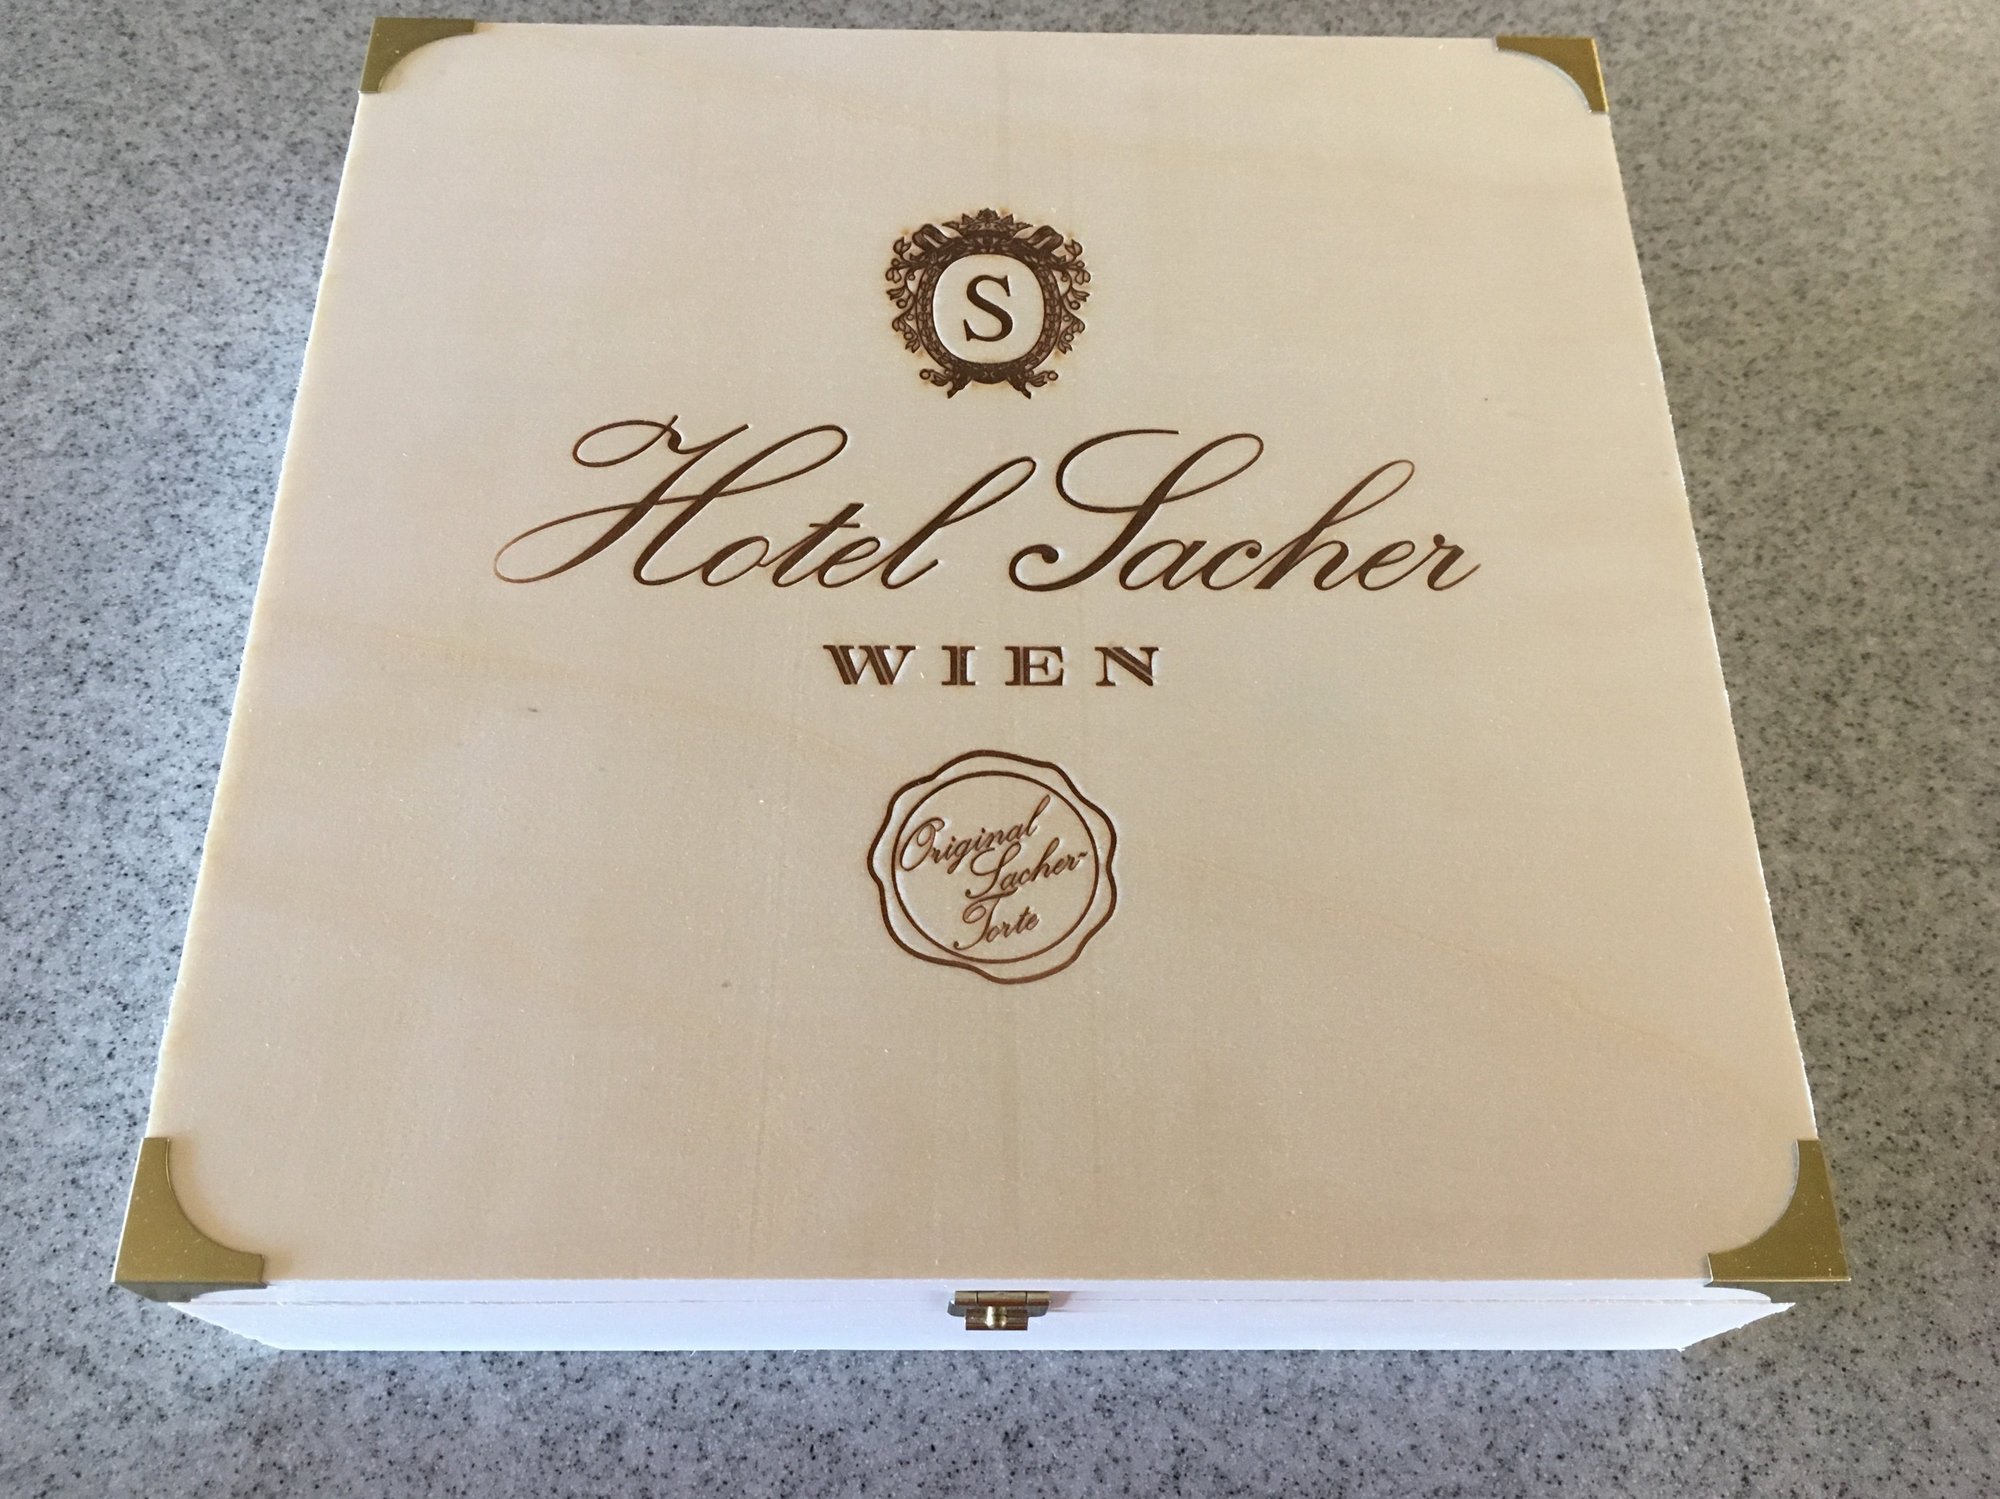 S
Hotel Sacher
WIEN
Original
Sacher-
Torte